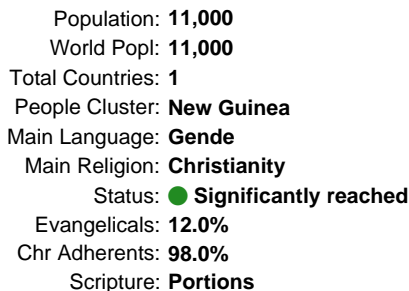 Population: 11,000
World Popl: 11,000
Total Countries: 1
People Cluster: New Guinea
Main Language: Gende
Main Religion: Christianity
Status: Significantly reached
Evangelicals: 12.0%
Chr Adherents: 98.0%
Scripture: Portions